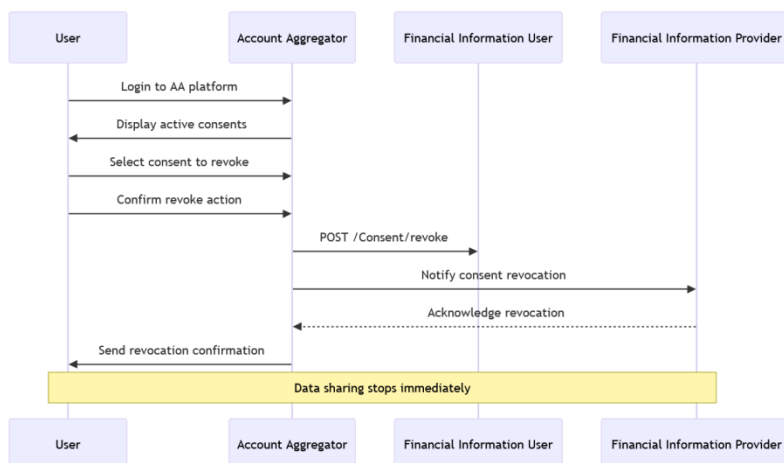 User
Account Aggregator
Financial Information User
Financial Information Provider
Login to AA platform
Display active consents
Select consent to revoke
Confirm revoke action
POST /Consent/revoke
Notify consent revocation
Acknowledge revocation
Send revocation confirmation
Data sharing stops immediately
User
Account Aggregator
Financial Information User
Financial Information Provider